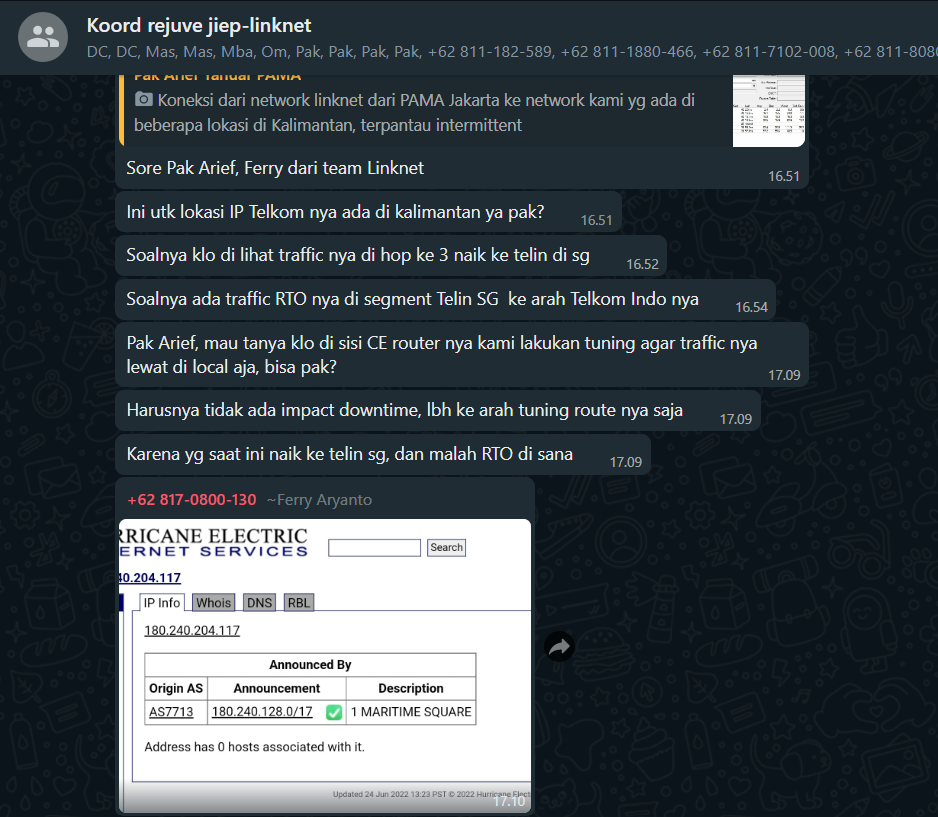 Koord rejuve jiep-linknet
DC, DC, Mas, Mas, Mba, Om, Pak, Pak, Pak, Pak, +62 811-182-589, +62 811-1880-466, +62 811-7102-008, +62 811-808
Pak Arief Tandar PAMA
Koneksi dari network linknet dari PAMA Jakarta ke network kami yg ada di
beberapa lokasi di Kalimantan, terpantau intermittent
Sore Pak Arief, Ferry dari team Linknet
16.51
Ini utk lokasi IP Telkom nya ada di kalimantan ya pak?
16.51
Soalnya klo di lihat traffic nya di hop ke 3 naik ke telin di sg
16.52
Soalnya ada traffic RTO nya di segment Telin SG ke arah Telkom Indo nya
16.54
Pak Arief, mau tanya klo di sisi CE router nya kami lakukan tuning agar traffic nya
lewat di local aja, bisa pak?
17.09
Harusnya tidak ada impact downtime, lbh ke arah tuning route nya saja
17.09
Karena yg saat ini naik ke telin sg, dan malah RTO di sana
17.09
+62 817-0800-130 ~Ferry Aryanto
RRICANE ELECTRIC
ERNET SERVICES
Search
40.204.117
IP Info Whois DNS RBL
180.240.204.117
Announced By
Origin AS Announcement Description
AS7713 180.240.128.0/17 1 MARITIME SQUARE
Address has 0 hosts associated with it.
Updated 24 Jun 2022 13:23 PST © 2022 Hurricane Elect
17.10